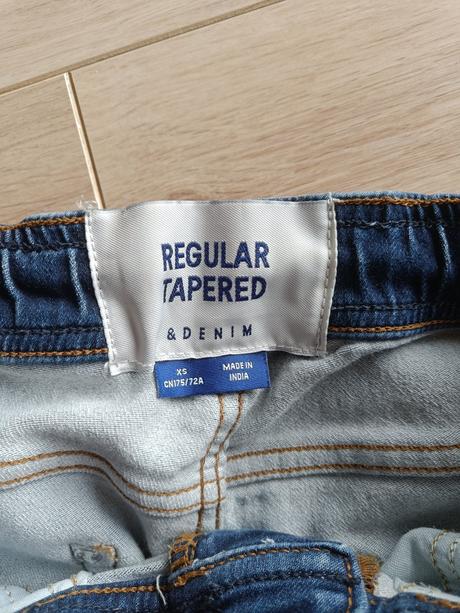 REGULAR
TAPERED
& DENIM
XS
CN175/72A
MADE IN
INDIA